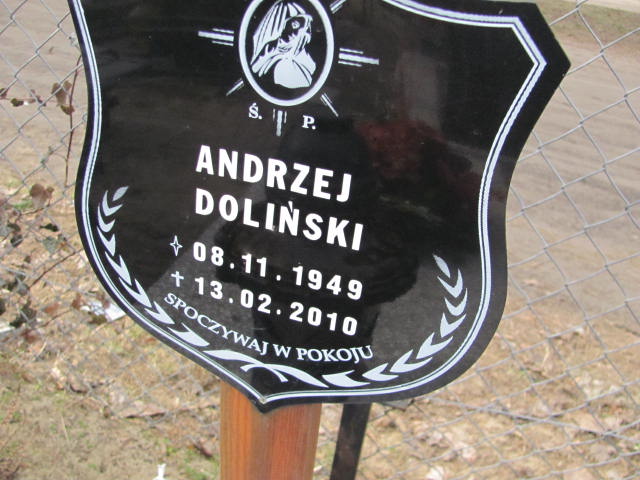 Ś. P.
ANDRZEJ
DOLIŃSKI
08.11.1949
13.02.2010
SPOCZYWAJ W POKOJU